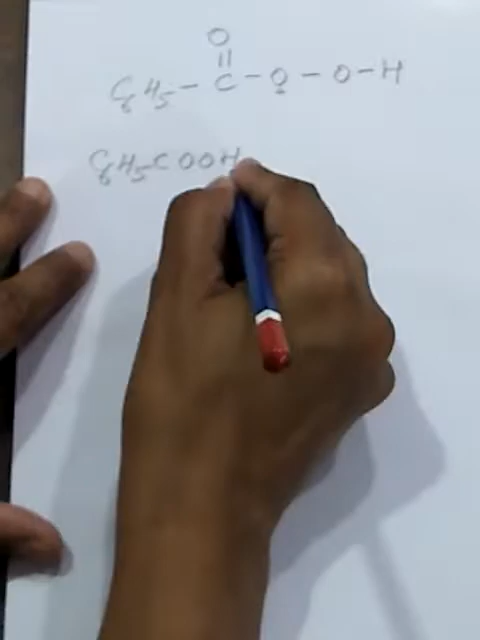 O
||
C₆H₅ — C — O — O — H
C₆H₅COOH